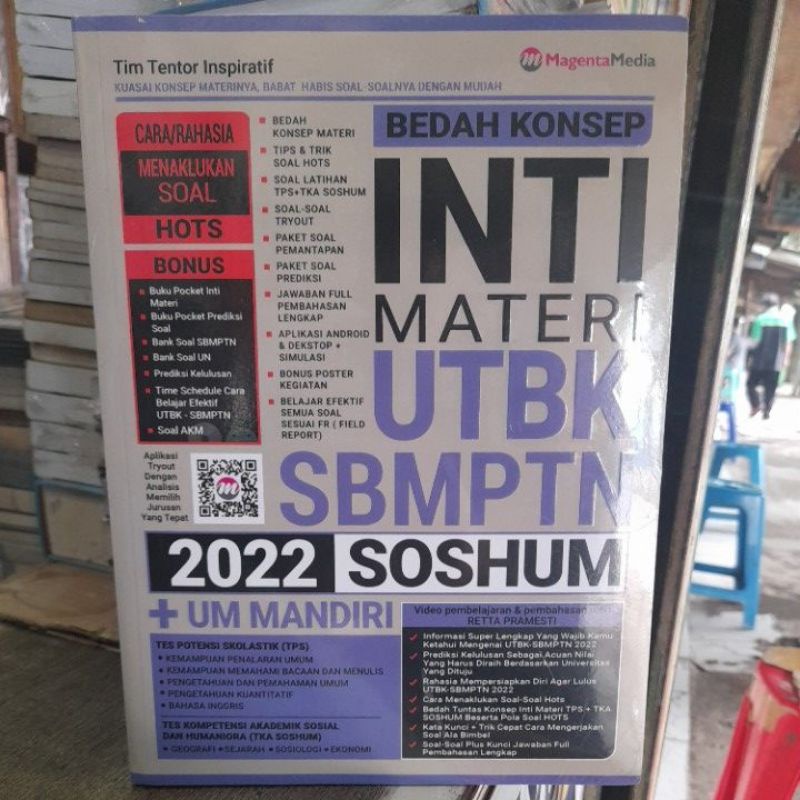 Tim Tentor Inspiratif
MagentaMedia
KUASAI KONSEP MATERINYA, BABAT HABIS SOAL-SOALNYA DENGAN MUDAH
CARA/RAHASIA
MENAKLUKAN
SOAL
HOTS
BONUS
Buku Pocket Inti
Materi
Buku Pocket Prediksi
Soal
Bank Soal SBMPTN
Bank Soal UN
Prediksi Kelulusan
Time Schedule Cara
Belajar Efektif
UTBK - SBMPTN
Soal AKM
Aplikasi
Tryout
Dengan
Analisis
Memilih
Jurusan
Yang Tepat
BEDAH
KONSEP MATERI
TIPS & TRIK
SOAL HOTS
SOAL LATIHAN
TPS+TKA SOSHUM
SOAL-SOAL
TRYOUT
PAKET SOAL
PEMANTAPAN
PAKET SOAL
PREDIKSI
JAWABAN FULL
PEMBAHASAN
LENGKAP
APLIKASI ANDROID
& DEKSTOP +
SIMULASI
BONUS POSTER
KEGIATAN
BELAJAR EFEKTIF
SEMUA SOAL
SESUAI FR ( FIELD
REPORT)
BEDAH KONSEP
INTI
MATERI
UTBK
SBMPTN
2022 SOSHUM
+ UM MANDIRI
TES POTENSI SKOLASTIK (TPS)
• KEMAMPUAN PENALARAN UMUM
• KEMAMPUAN MEMAHAMI BACAAN DAN MENULIS
• PENGETAHUAN DAN PEMAHAMAN UMUM
• PENGETAHUAN KUANTITATIF
• BAHASA INGGRIS
TES KOMPETENSI AKADEMIK SOSIAL
DAN HUMANIORA (TKA SOSHUM)
• GEOGRAFI • SEJARAH • SOSIOLOGI • EKONOMI
Video pembelajaran & pembahasan
RETTA PRAMESTI
Informasi Super Lengkap Yang Wajib Kamu
Ketahui Mengenai UTBK-SBMPTN 2022
Prediksi Kelulusan Sebagai Acuan Nilai
Yang Harus Diraih Berdasarkan Universitas
Yang Dituju
Rahasia Mempersiapkan Diri Agar Lulus
UTBK-SBMPTN 2022
Cara Menaklukan Soal-Soal Hots
Bedah Tuntas Konsep Inti Materi TPS + TKA
SOSHUM Beserta Pola Soal HOTS
Kata Kunci + Trik Cepat Cara Mengerjakan
Soal Ala Bimbel
Soal-Soal Plus Kunci Jawaban Full
Pembahasan Lengkap